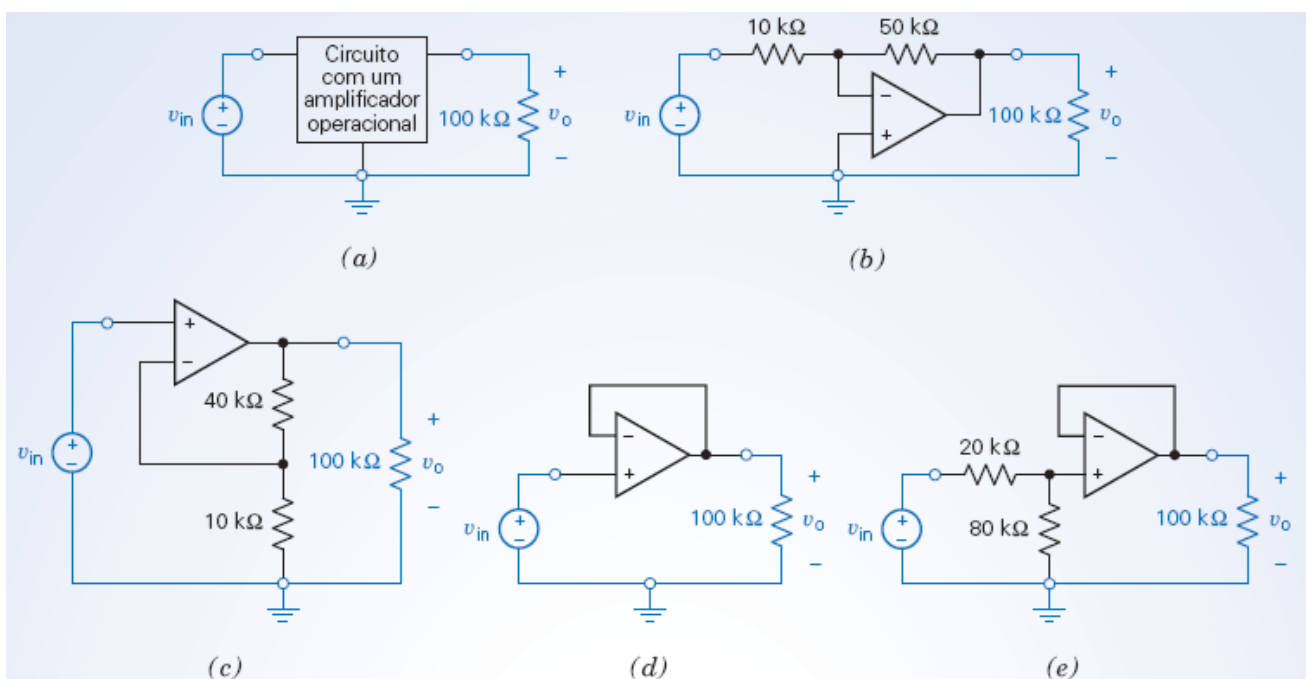 Circuito
com um
amplificador
operacional
+
−
v_in
100 kΩ
+
v_o
−
(a)
10 kΩ
50 kΩ
−
+
+
−
v_in
100 kΩ
+
v_o
−
(b)
+
−
40 kΩ
10 kΩ
+
−
v_in
100 kΩ
+
v_o
−
(c)
−
+
+
−
v_in
100 kΩ
+
v_o
−
(d)
20 kΩ
80 kΩ
−
+
+
−
v_in
100 kΩ
+
v_o
−
(e)